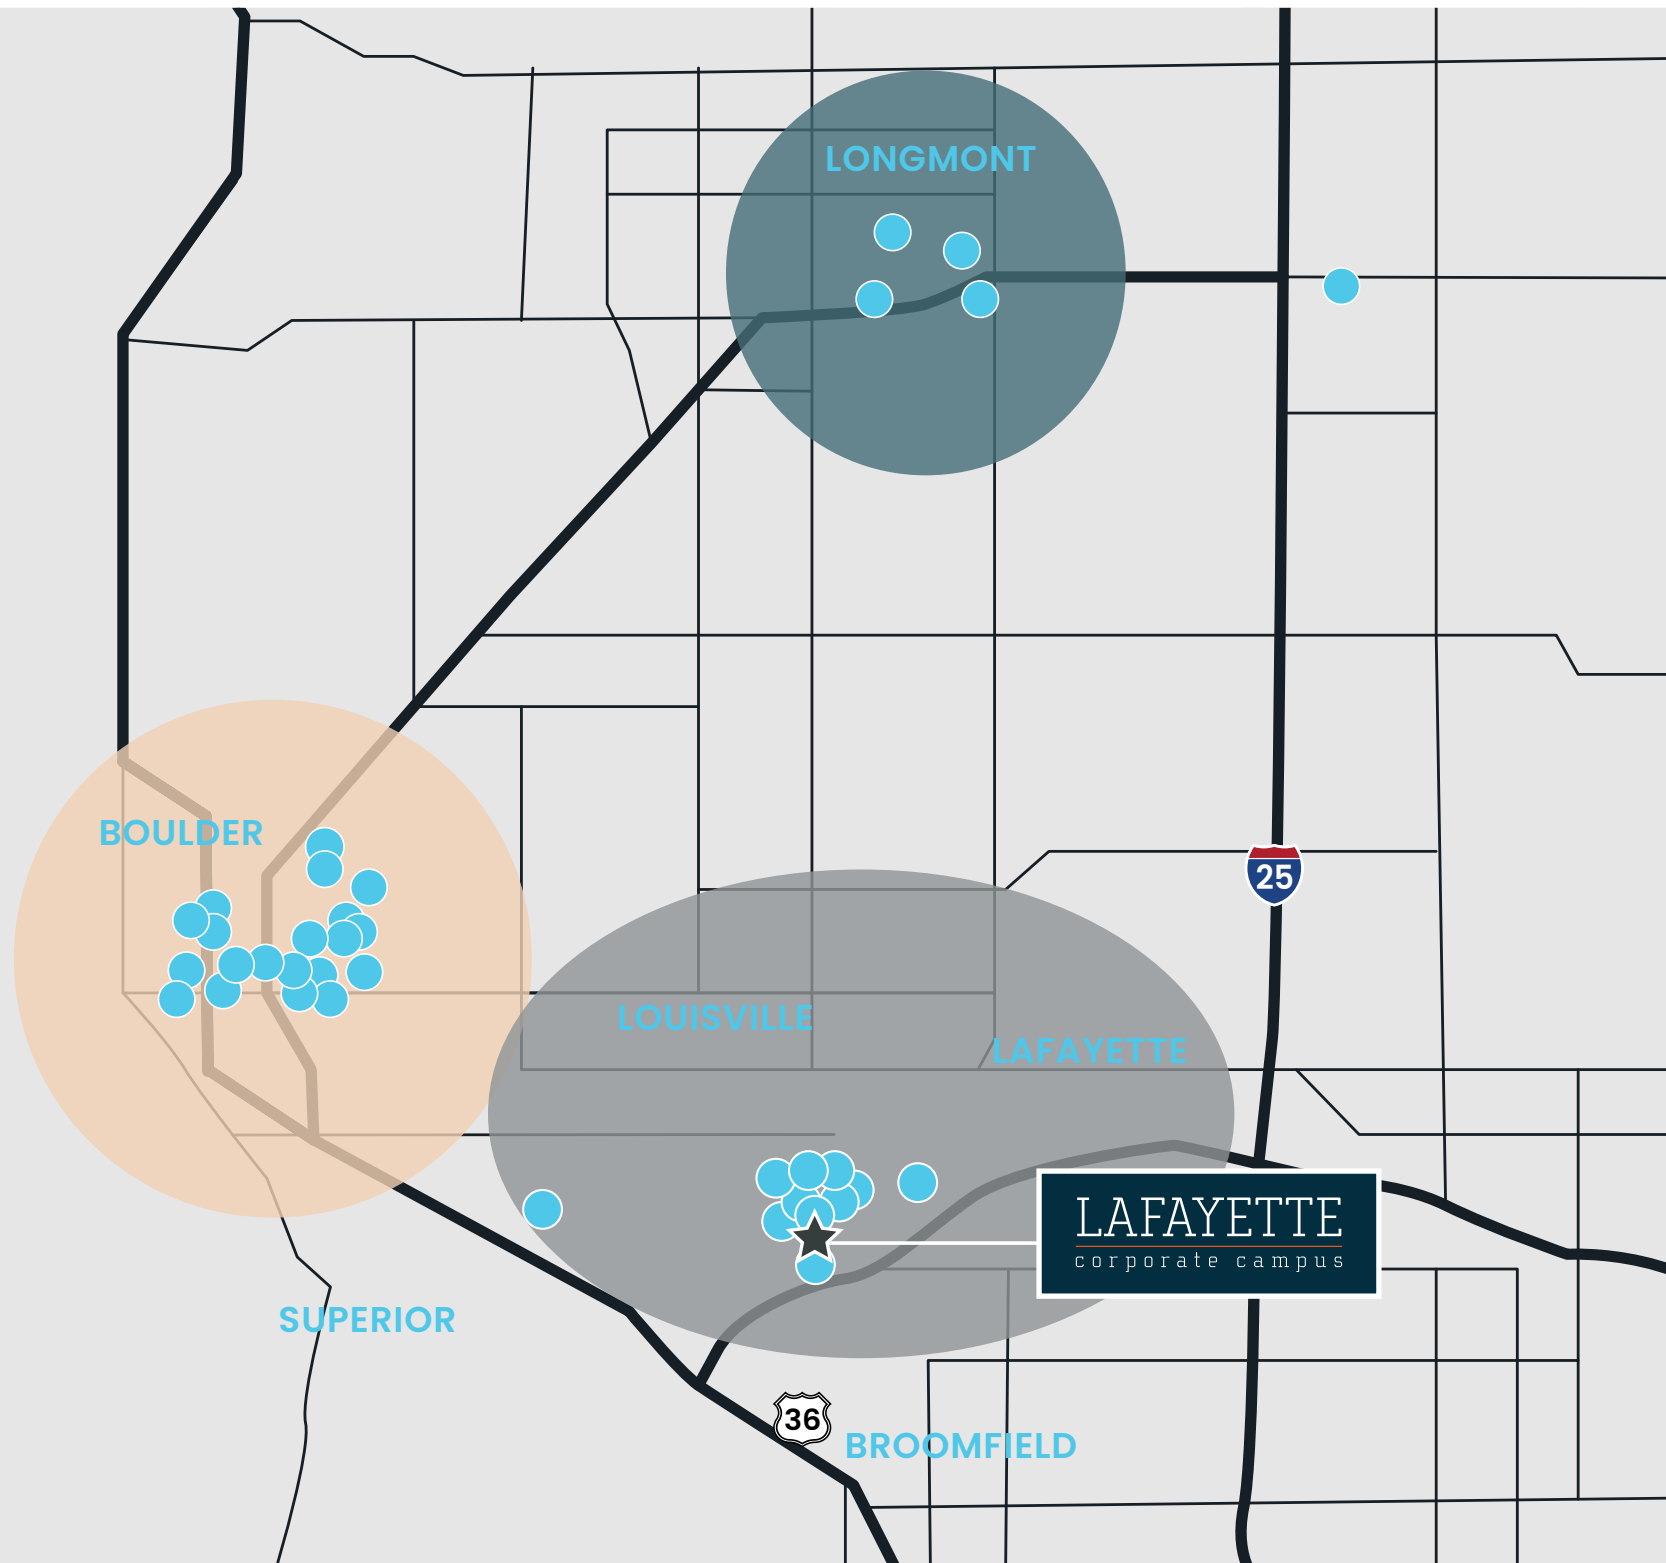 LONGMONT
BOULDER
25
LOUISVILLE
LAFAYETTE
LAFAYETTE
corporate campus
SUPERIOR
36
BROOMFIELD